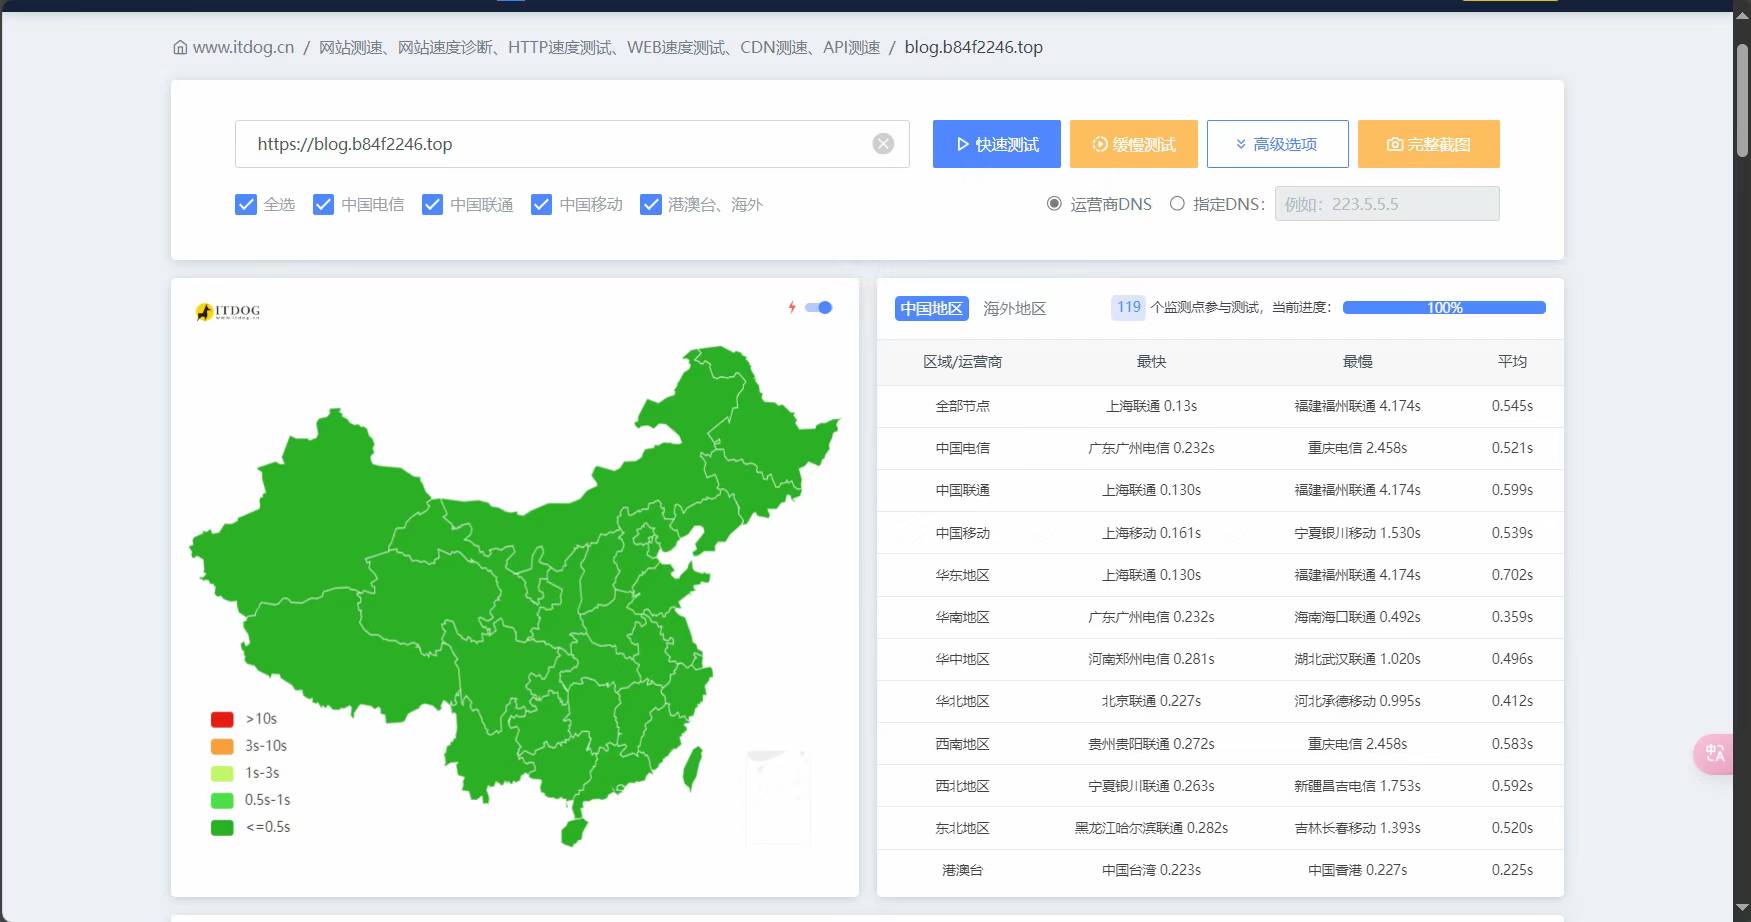 www.itdog.cn / 网站测速、网站速度诊断、HTTP速度测试、WEB速度测试、CDN测速、API测速 / blog.b84f2246.top
https://blog.b84f2246.top 快速测试 缓慢测试 高级选项 完整截图
全选 中国电信 中国联通 中国移动 港澳台、海外 运营商DNS 指定DNS: 例如：223.5.5.5
ITDOG
www.itdog.cn
>10s
3s-10s
1s-3s
0.5s-1s
<=0.5s
中国地区 海外地区 119 个监测点参与测试，当前进度： 100%
区域/运营商 最快 最慢 平均
全部节点 上海联通 0.13s 福建福州联通 4.174s 0.545s
中国电信 广东广州电信 0.232s 重庆电信 2.458s 0.521s
中国联通 上海联通 0.130s 福建福州联通 4.174s 0.599s
中国移动 上海移动 0.161s 宁夏银川移动 1.530s 0.539s
华东地区 上海联通 0.130s 福建福州联通 4.174s 0.702s
华南地区 广东广州电信 0.232s 海南海口联通 0.492s 0.359s
华中地区 河南郑州电信 0.281s 湖北武汉联通 1.020s 0.496s
华北地区 北京联通 0.227s 河北承德移动 0.995s 0.412s
西南地区 贵州贵阳联通 0.272s 重庆电信 2.458s 0.583s
西北地区 宁夏银川联通 0.263s 新疆昌吉电信 1.753s 0.592s
东北地区 黑龙江哈尔滨联通 0.282s 吉林长春移动 1.393s 0.520s
港澳台 中国台湾 0.223s 中国香港 0.227s 0.225s
中A